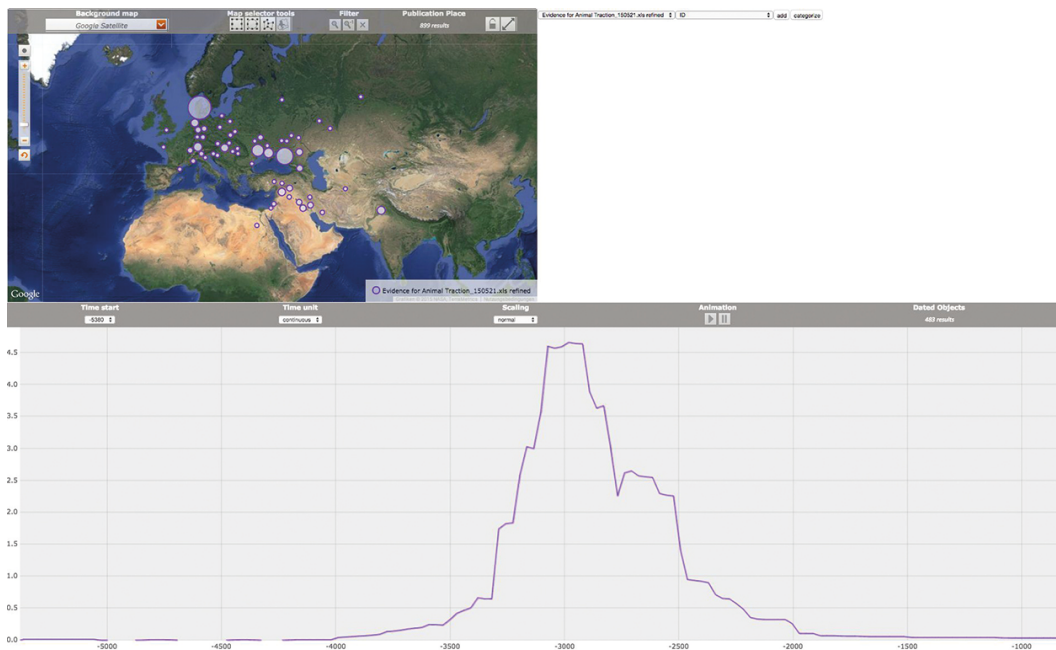 Background map
Google Satellite
Map selector tools
Filter
Publication Place
899 results
Evidence for Animal Traction_150521.xls refined
ID
add
categorize
Google
Evidence for Animal Traction_150521.xls refined
Time start
-5380
Time unit
continuous
Scaling
normal
Animation
Dated Objects
483 results
4.5
4.0
3.5
3.0
2.5
2.0
1.5
1.0
0.5
0.0
-5000
-4500
-4000
-3500
-3000
-2500
-2000
-1500
-1000